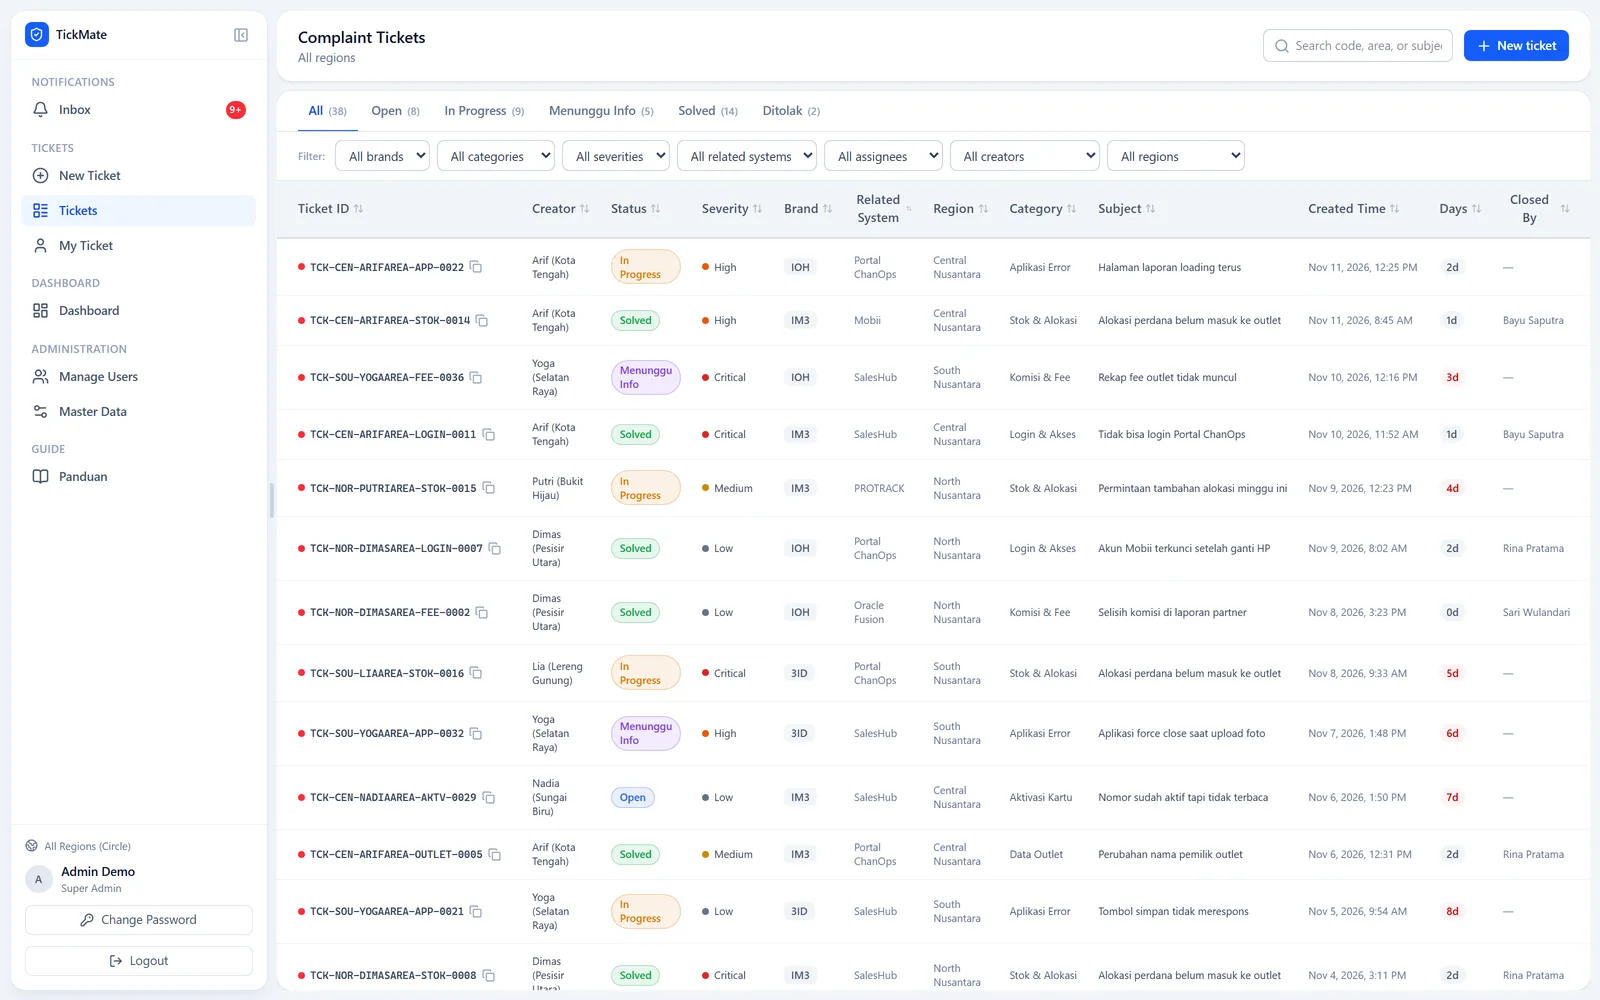 TickMate
NOTIFICATIONS
Inbox 9+
TICKETS
New Ticket
Tickets
My Ticket
DASHBOARD
Dashboard
ADMINISTRATION
Manage Users
Master Data
GUIDE
Panduan
All Regions (Circle)
A
Admin Demo
Super Admin
Change Password
Logout
Complaint Tickets
All regions
Search code, area, or subje
New ticket
All (38) Open (8) In Progress (9) Menunggu Info (5) Solved (14) Ditolak (2)
Filter: All brands All categories All severities All related systems All assignees All creators All regions
Ticket ID Creator Status Severity Brand Related System Region Category Subject Created Time Days Closed By
TCK-CEN-ARIFAREA-APP-0022 Arif (Kota Tengah) In Progress High IOH Portal ChanOps Central Nusantara Aplikasi Error Halaman laporan loading terus Nov 11, 2026, 12:25 PM 2d —
TCK-CEN-ARIFAREA-STOK-0014 Arif (Kota Tengah) Solved High IM3 Mobii Central Nusantara Stok & Alokasi Alokasi perdana belum masuk ke outlet Nov 11, 2026, 8:45 AM 1d Bayu Saputra
TCK-SOU-YOGAAREA-FEE-0036 Yoga (Selatan Raya) Menunggu Info Critical IOH SalesHub South Nusantara Komisi & Fee Rekap fee outlet tidak muncul Nov 10, 2026, 12:16 PM 3d —
TCK-CEN-ARIFAREA-LOGIN-0011 Arif (Kota Tengah) Solved Critical IM3 SalesHub Central Nusantara Login & Akses Tidak bisa login Portal ChanOps Nov 10, 2026, 11:52 AM 1d Bayu Saputra
TCK-NOR-PUTRIAREA-STOK-0015 Putri (Bukit Hijau) In Progress Medium IM3 PROTRACK North Nusantara Stok & Alokasi Permintaan tambahan alokasi minggu ini Nov 9, 2026, 12:23 PM 4d —
TCK-NOR-DIMASAREA-LOGIN-0007 Dimas (Pesisir Utara) Solved Low IOH Portal ChanOps North Nusantara Login & Akses Akun Mobii terkunci setelah ganti HP Nov 9, 2026, 8:02 AM 2d Rina Pratama
TCK-NOR-DIMASAREA-FEE-0002 Dimas (Pesisir Utara) Solved Low IOH Oracle Fusion North Nusantara Komisi & Fee Selisih komisi di laporan partner Nov 8, 2026, 3:23 PM 0d Sari Wulandari
TCK-SOU-LIAAREA-STOK-0016 Lia (Lereng Gunung) In Progress Critical 3ID Portal ChanOps South Nusantara Stok & Alokasi Alokasi perdana belum masuk ke outlet Nov 8, 2026, 9:33 AM 5d —
TCK-SOU-YOGAAREA-APP-0032 Yoga (Selatan Raya) Menunggu Info High 3ID SalesHub South Nusantara Aplikasi Error Aplikasi force close saat upload foto Nov 7, 2026, 1:48 PM 6d —
TCK-CEN-NADIAAREA-AKTV-0029 Nadia (Sungai Biru) Open Low IM3 SalesHub Central Nusantara Aktivasi Kartu Nomor sudah aktif tapi tidak terbaca Nov 6, 2026, 1:50 PM 7d —
TCK-CEN-ARIFAREA-OUTLET-0005 Arif (Kota Tengah) Solved Medium IM3 Portal ChanOps Central Nusantara Data Outlet Perubahan nama pemilik outlet Nov 6, 2026, 12:31 PM 2d Rina Pratama
TCK-SOU-YOGAAREA-APP-0021 Yoga (Selatan Raya) In Progress Low 3ID SalesHub South Nusantara Aplikasi Error Tombol simpan tidak merespons Nov 5, 2026, 9:54 AM 8d —
TCK-NOR-DIMASAREA-STOK-0008 Dimas (Pesisir Utara) Solved Critical IM3 SalesHub North Nusantara Stok & Alokasi Alokasi perdana belum masuk ke outlet Nov 4, 2026, 3:11 PM 2d Rina Pratama